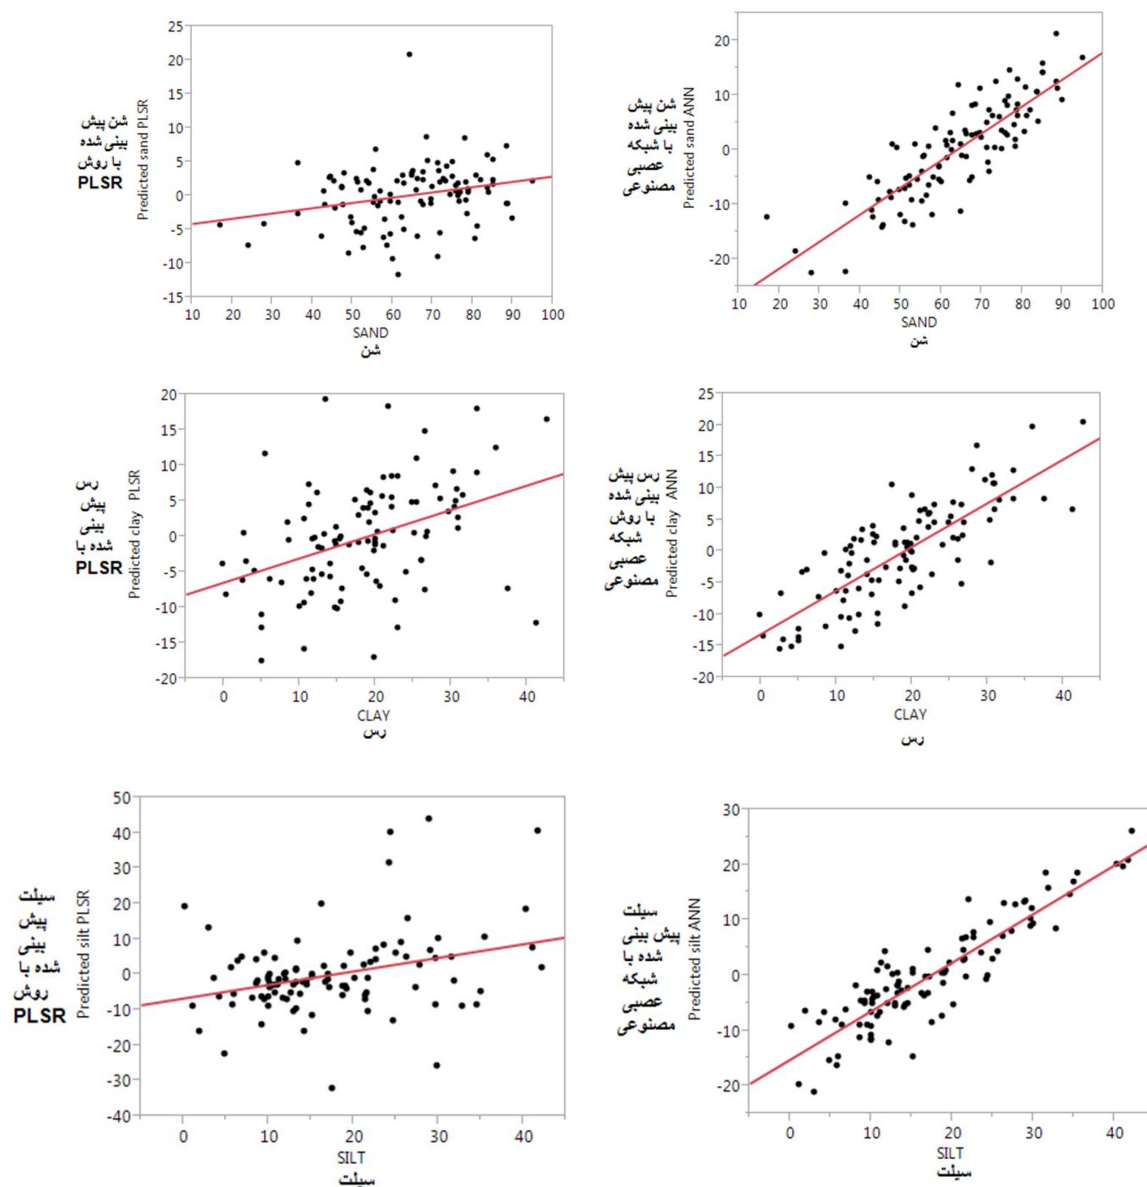 25
20
15
10
5
0
-5
-10
-15
شن پیش
بینی شده
با روش
PLSR
Predicted sand PLSR
10 20 30 40 50 60 70 80 90 100
SAND
شن
20
10
0
-10
-20
شن پیش
بینی شده
با شبکه
عصبی
مصنوعی
Predicted sand ANN
10 20 30 40 50 60 70 80 90 100
SAND
شن
20
15
10
5
0
-5
-10
-15
-20
رس
پیش
بینی
شده با
PLSR
Predicted clay PLSR
0 10 20 30 40
CLAY
رس
25
20
15
10
5
0
-5
-10
-15
-20
رس پیش
بینی شده
با روش
شبکه
عصبی
مصنوعی
Predicted clay ANN
0 10 20 30 40
CLAY
رس
50
40
30
20
10
0
-10
-20
-30
-40
سیلت
پیش
بینی
شده با
روش
PLSR
Predicted silt PLSR
0 10 20 30 40
SILT
سیلت
30
20
10
0
-10
-20
سیلت
پیش بینی
شده با
شبکه
عصبی
مصنوعی
Predicted silt ANN
0 10 20 30 40
SILT
سیلت